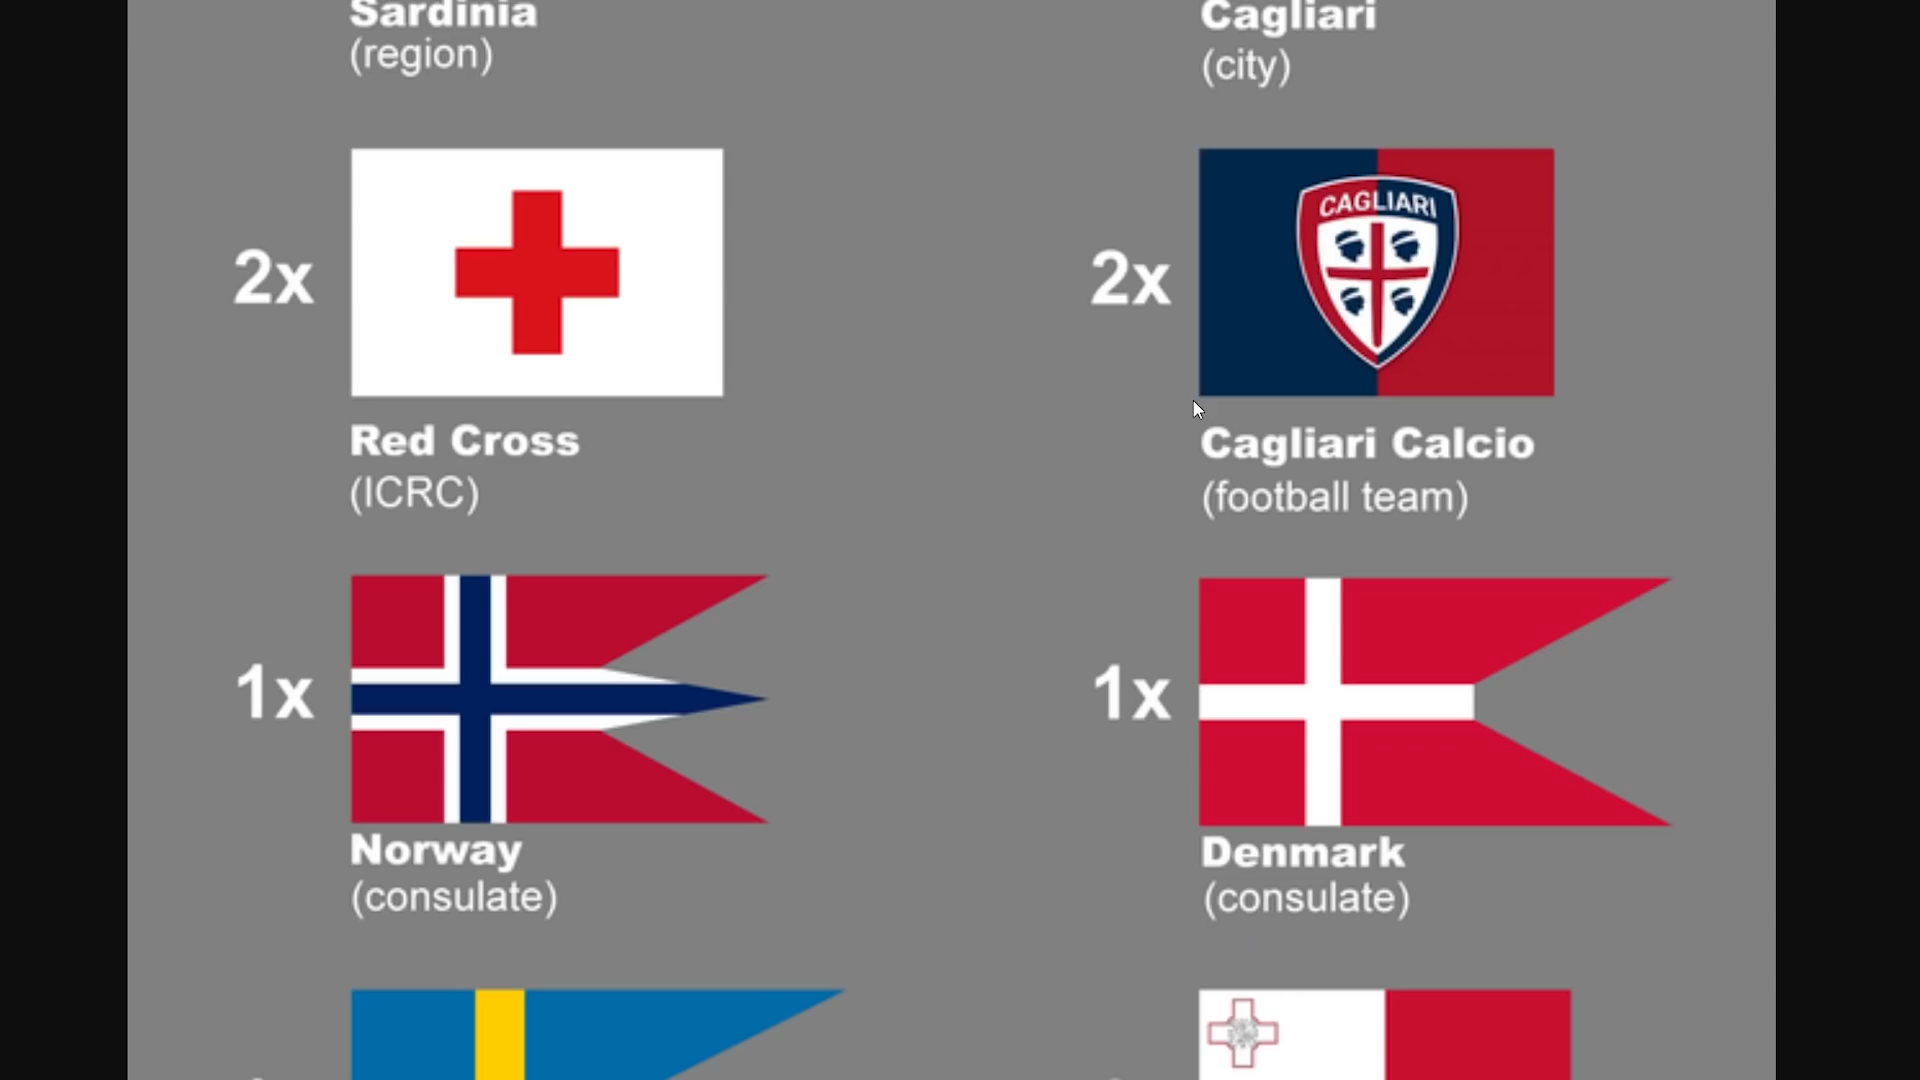 Sardinia
(region)
Cagliari
(city)
2x
2x
CAGLIARI
Red Cross
(ICRC)
Cagliari Calcio
(football team)
1x
1x
Norway
(consulate)
Denmark
(consulate)